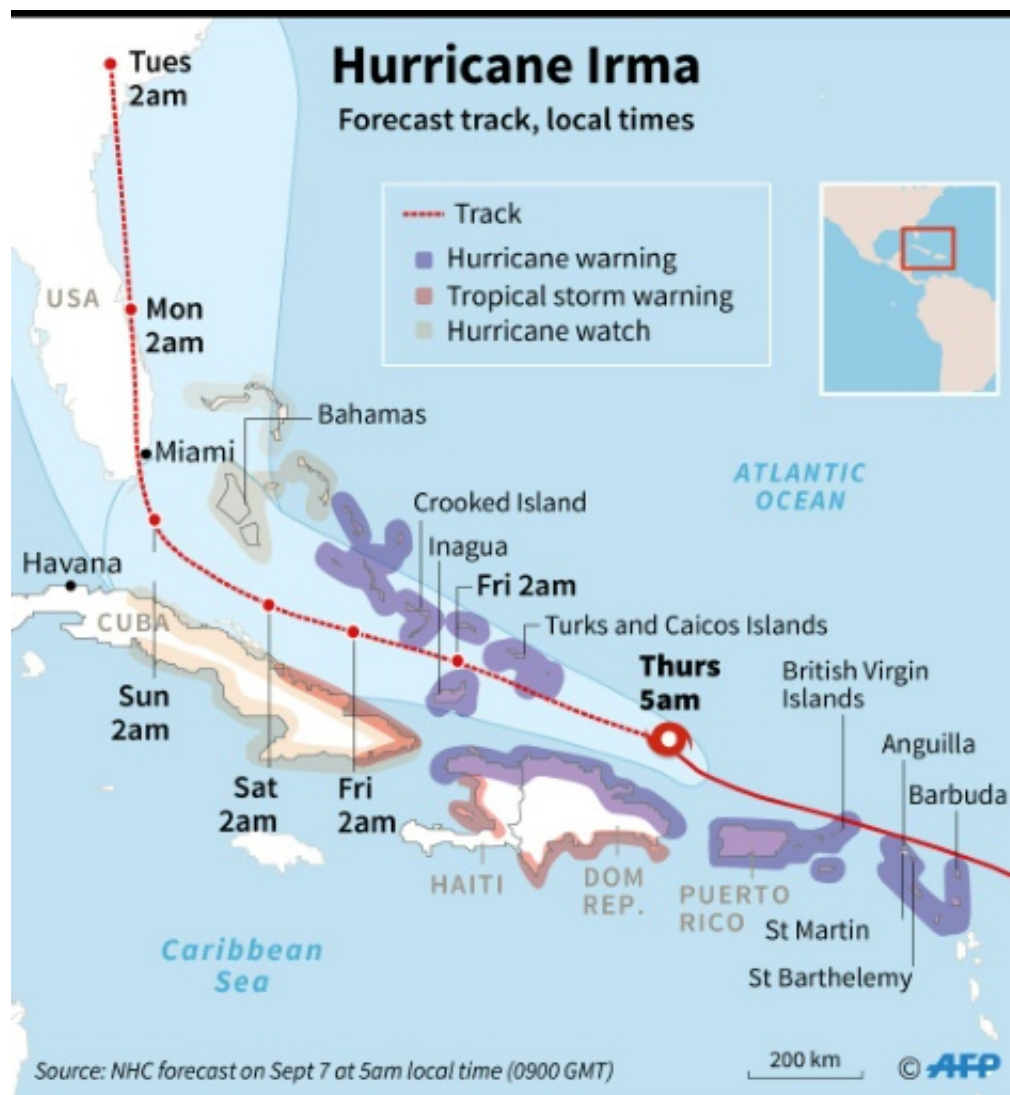 Hurricane Irma
Forecast track, local times
Tues
2am
Track
Hurricane warning
Tropical storm warning
Hurricane watch
USA
Mon
2am
Bahamas
Miami
ATLANTIC
OCEAN
Crooked Island
Inagua
Havana
Fri 2am
CUBA
Turks and Caicos Islands
Thurs
5am
British Virgin
Islands
Sun
2am
Anguilla
Sat
2am
Fri
2am
Barbuda
HAITI
DOM
REP.
PUERTO
RICO
St Martin
St Barthelemy
Caribbean
Sea
200 km
Source: NHC forecast on Sept 7 at 5am local time (0900 GMT)
© AFP